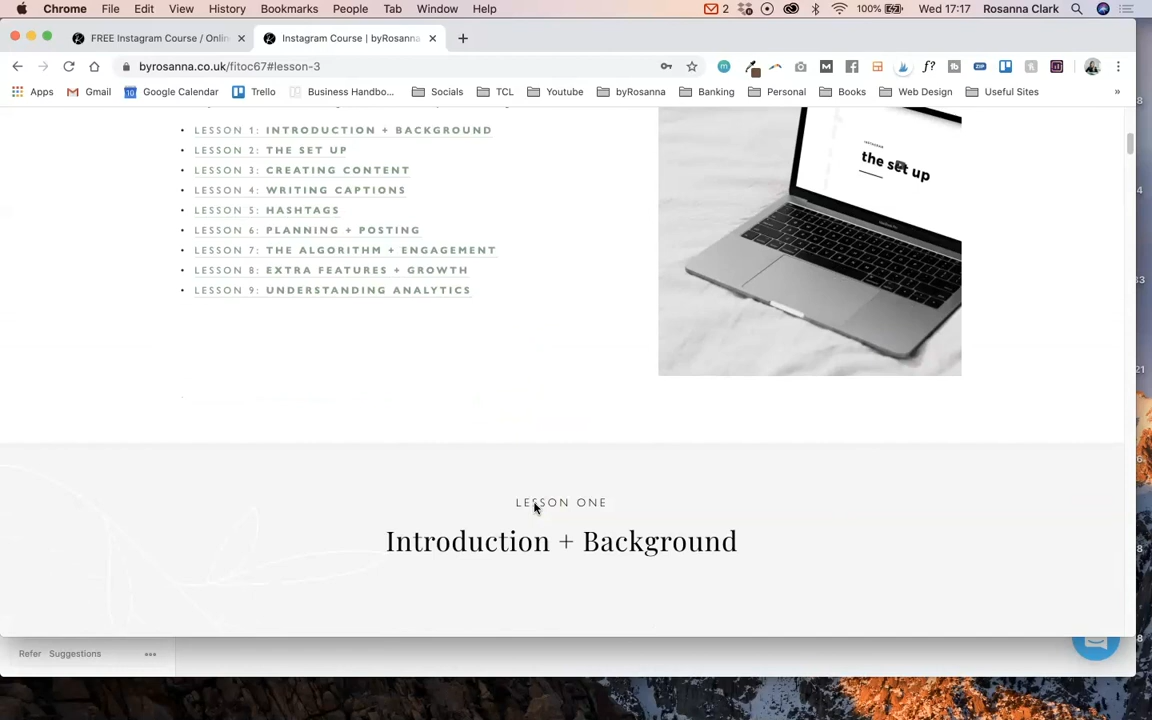 Chrome File Edit View History Bookmarks People Tab Window Help 2 100% Wed 17:17 Rosanna Clark
FREE Instagram Course / Onlin
Instagram Course | byRosanna
byrosanna.co.uk/fitoc67#lesson-3
Apps Gmail Google Calendar Trello Business Handbo... Socials TCL Youtube byRosanna Banking Personal Books Web Design Useful Sites »
• LESSON 1: INTRODUCTION + BACKGROUND
• LESSON 2: THE SET UP
• LESSON 3: CREATING CONTENT
• LESSON 4: WRITING CAPTIONS
• LESSON 5: HASHTAGS
• LESSON 6: PLANNING + POSTING
• LESSON 7: THE ALGORITHM + ENGAGEMENT
• LESSON 8: EXTRA FEATURES + GROWTH
• LESSON 9: UNDERSTANDING ANALYTICS
the set up
LESSON ONE
Introduction + Background
Refer Suggestions •••